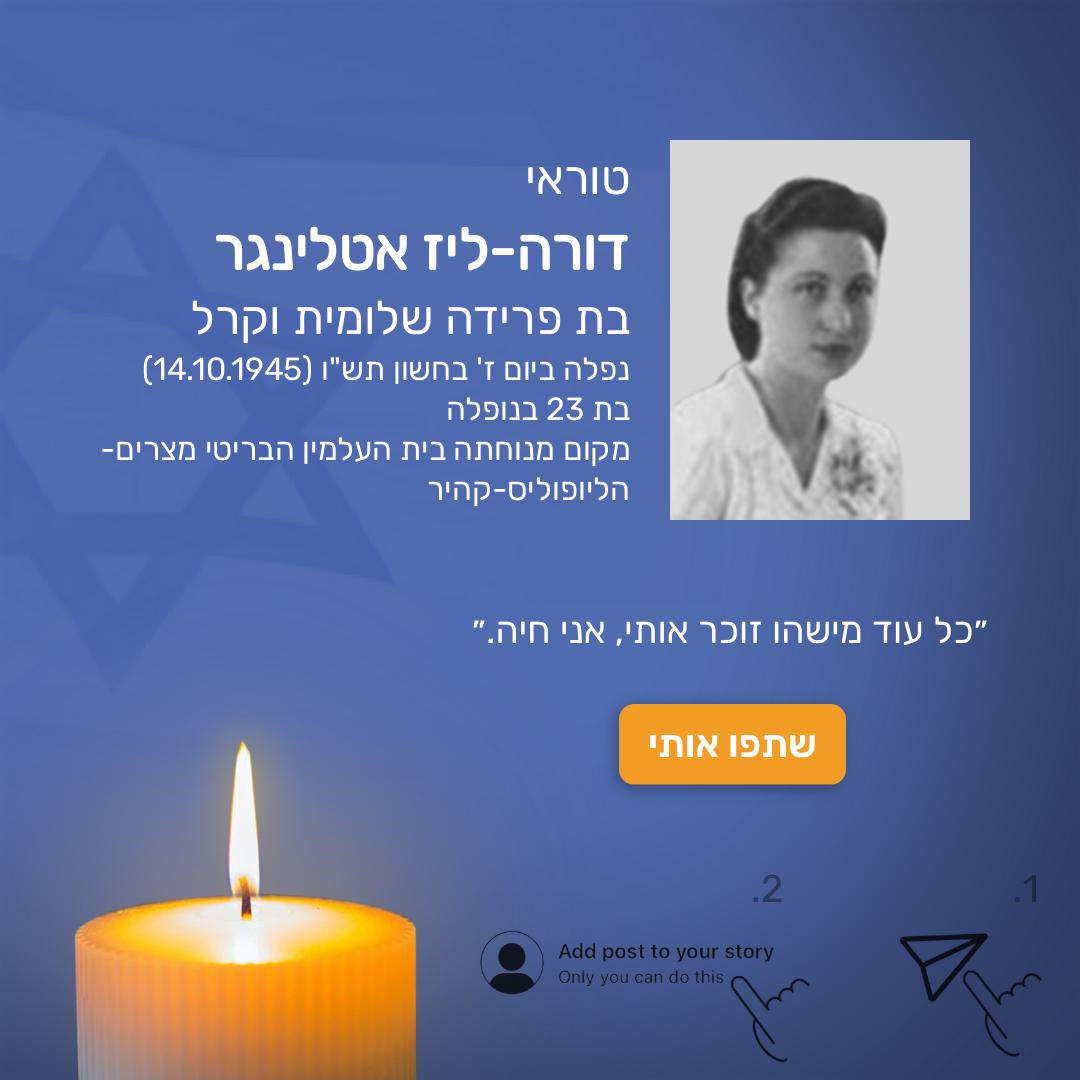 טוראי
דורה-ליז אטלינגר
בת פרידה שלומית וקרל
נפלה ביום ז' בחשון תש"ו (14.10.1945)
בת 23 בנופלה
מקום מנוחתה בית העלמין הבריטי מצרים-
הליופוליס-קהיר
״כל עוד מישהו זוכר אותי, אני חיה.״
שתפו אותי
1.
2.
Add post to your story
Only you can do this